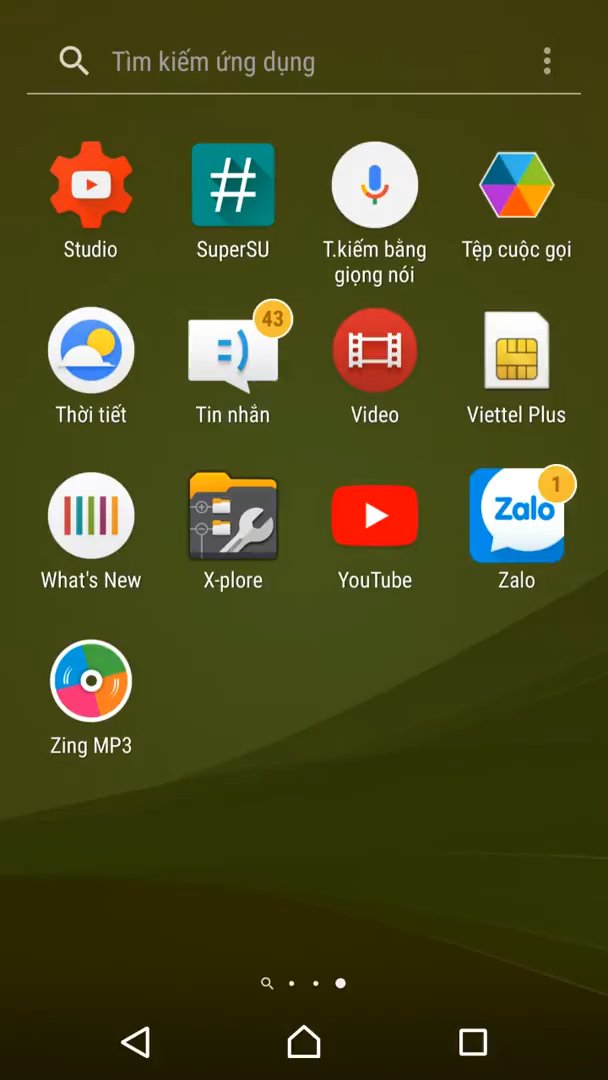 Tìm kiếm ứng dụng
Studio
SuperSU
T.kiếm bằng
giọng nói
Tệp cuộc gọi
43
Thời tiết
Tin nhắn
Video
Viettel Plus
1
Zalo
What's New
X-plore
YouTube
Zalo
Zing MP3